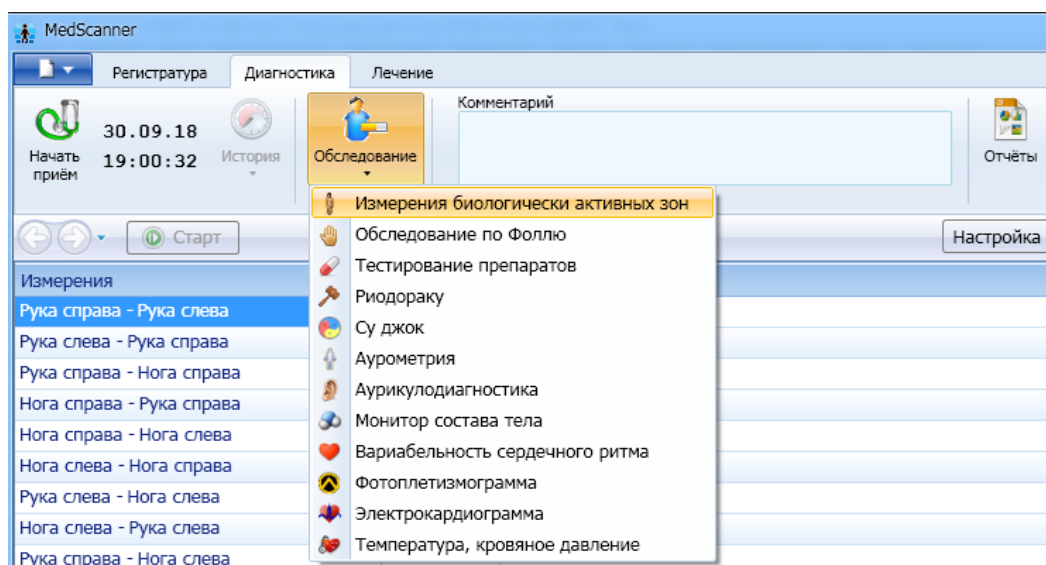 MedScanner
Регистратура
Диагностика
Лечение
Начать приём
30.09.18
19:00:32
История
Обследование
Комментарий
Отчёты
Старт
Настройка
Измерения
Рука справа - Рука слева
Рука слева - Рука справа
Рука справа - Нога справа
Нога справа - Рука справа
Нога справа - Нога слева
Нога слева - Нога справа
Рука слева - Нога слева
Нога слева - Рука слева
Рука справа - Нога слева
Измерения биологически активных зон
Обследование по Фоллю
Тестирование препаратов
Риодораку
Су джок
Аурометрия
Аурикулодиагностика
Монитор состава тела
Вариабельность сердечного ритма
Фотоплетизмограмма
Электрокардиограмма
Температура, кровяное давление